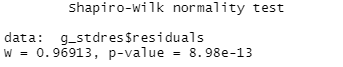 Shapiro-Wilk normality test
data: g_stdres$residuals
W = 0.96913, p-value = 8.98e-13